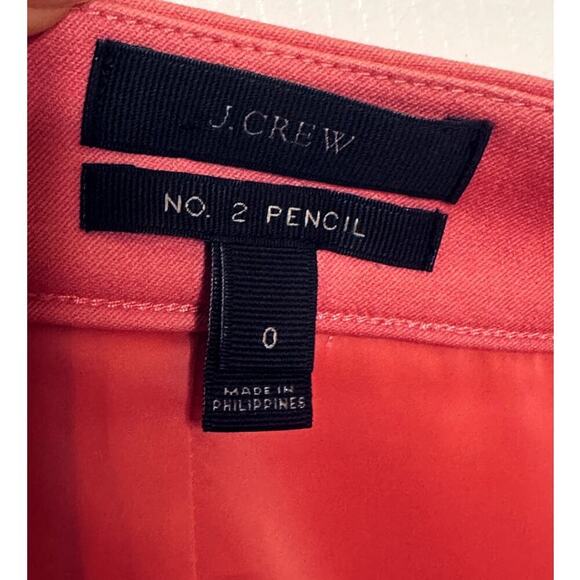 J.CREW
NO. 2 PENCIL
0
MADE IN
PHILIPPINES